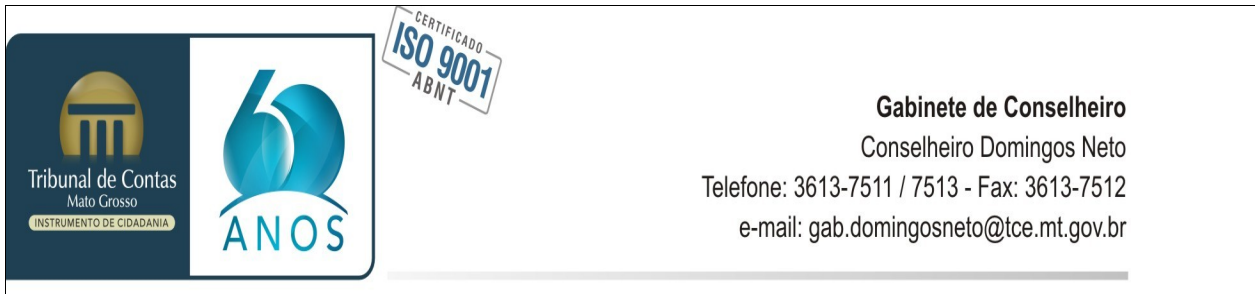 CERTIFICADO
ISO 9001
ABNT
Tribunal de Contas
Mato Grosso
INSTRUMENTO DE CIDADANIA
60
ANOS
Gabinete de Conselheiro
Conselheiro Domingos Neto
Telefone: 3613-7511 / 7513 - Fax: 3613-7512
e-mail: gab.domingosneto@tce.mt.gov.br